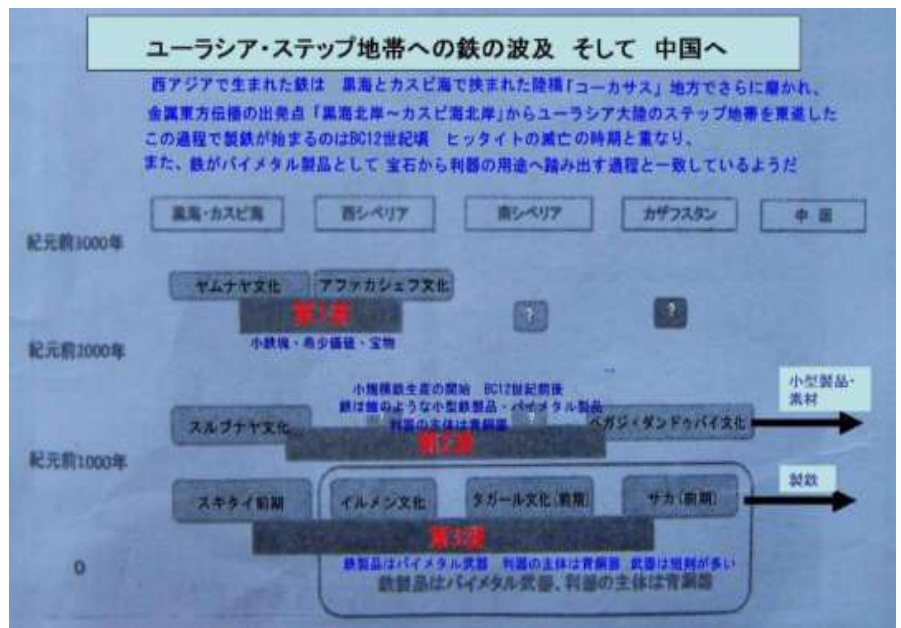 ユーラシア・ステップ地帯への鉄の波及 そして 中国へ
西アジアで生まれた鉄は 黒海とカスピ海で挟まれた陸橋「コーカサス」地方でさらに磨かれ、
金属東方伝播の出発点「黒海北岸～カスピ海北岸」からユーラシア大陸のステップ地帯を東進した
この過程で製鉄が始まるのはBC12世紀頃 ヒッタイトの滅亡の時期と重なり、
また、鉄がバイメタル製品として 宝石から利器の用途へ踏み出す過程と一致しているようだ
黒海・カスピ海 西シベリア 南シベリア カザフスタン 中国
紀元前3000年
ヤムナヤ文化 アファナシェフ文化
第1波 ? ?
小鉄塊・希少価値・宝物
紀元前2000年
小型製品・
素材
小規模鉄生産の開始 BC12世紀前後
鉄は錐のような小型鉄製品・バイメタル製品
スルブナヤ文化 利器の主体は青銅器 ? ベガジ・ダンドゥバイ文化
第2波
紀元前1000年
製鉄
スキタイ前期 イルメン文化 タガール文化(前期) サカ(前期)
第3波
0
鉄製品はバイメタル武器 利器の主体は青銅器 武器は短剣が多い
鉄製品はバイメタル武器、利器の主体は青銅器